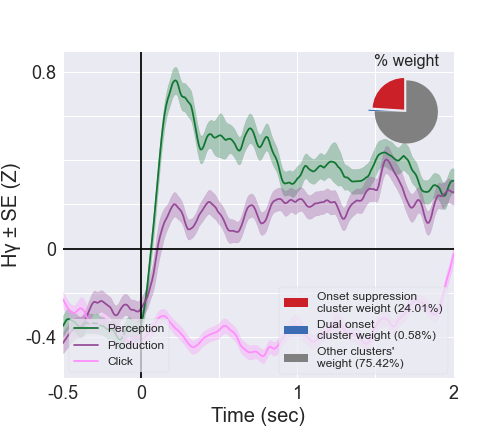 % weight
0.8
0
-0.4
Hγ ± SE (Z)
Perception
Production
Click
Onset suppression
cluster weight (24.01%)
Dual onset
cluster weight (0.58%)
Other clusters'
weight (75.42%)
-0.5 0 1 2
Time (sec)